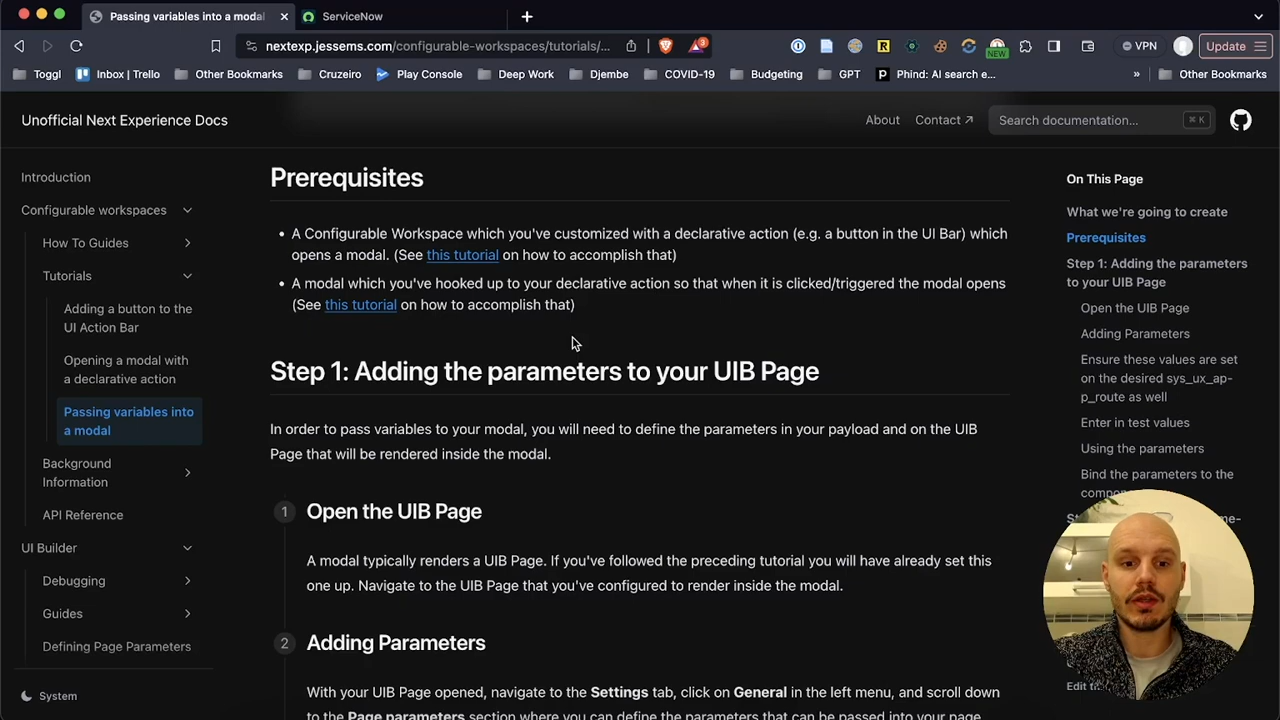 Passing variables into a modal
ServiceNow
nextexp.jessems.com/configurable-workspaces/tutorials/...
3
NEW
VPN
Update
Toggl
Inbox | Trello
Other Bookmarks
Cruzeiro
Play Console
Deep Work
Djembe
COVID-19
Budgeting
GPT
Phind: AI search e...
»
Other Bookmarks
Unofficial Next Experience Docs
About
Contact ↗
Search documentation...
⌘ K
Introduction
Configurable workspaces
How To Guides
Tutorials
Adding a button to the
UI Action Bar
Opening a modal with
a declarative action
Passing variables into
a modal
Background
Information
API Reference
UI Builder
Debugging
Guides
Defining Page Parameters
System
Prerequisites
• A Configurable Workspace which you've customized with a declarative action (e.g. a button in the UI Bar) which
opens a modal. (See this tutorial on how to accomplish that)
• A modal which you've hooked up to your declarative action so that when it is clicked/triggered the modal opens
(See this tutorial on how to accomplish that)
Step 1: Adding the parameters to your UIB Page
In order to pass variables to your modal, you will need to define the parameters in your payload and on the UIB
Page that will be rendered inside the modal.
1 Open the UIB Page
A modal typically renders a UIB Page. If you've followed the preceding tutorial you will have already set this
one up. Navigate to the UIB Page that you've configured to render inside the modal.
2 Adding Parameters
With your UIB Page opened, navigate to the Settings tab, click on General in the left menu, and scroll down
to the Page parameters section where you can define the parameters that can be passed into your page
On This Page
What we're going to create
Prerequisites
Step 1: Adding the parameters
to your UIB Page
Open the UIB Page
Adding Parameters
Ensure these values are set
on the desired sys_ux_ap-
p_route as well
Enter in test values
Using the parameters
Bind the parameters to the